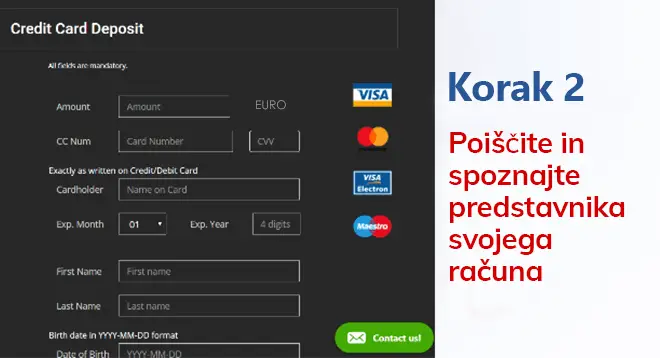 Credit Card Deposit
All fields are mandatory.
Amount Amount EURO
CC Num Card Number CVV
Exactly as written on Credit/Debit Card
Cardholder Name on Card
Exp. Month 01 Exp. Year 4 digits
First Name First name
Last Name Last name
Birth date in YYYY-MM-DD format
Date of Birth YYYY-MM-DD
VISA
MasterCard
VISA
Electron
Maestro
Contact us!
Korak 2
Poiščite in
spoznajte
predstavnika
svojega
računa